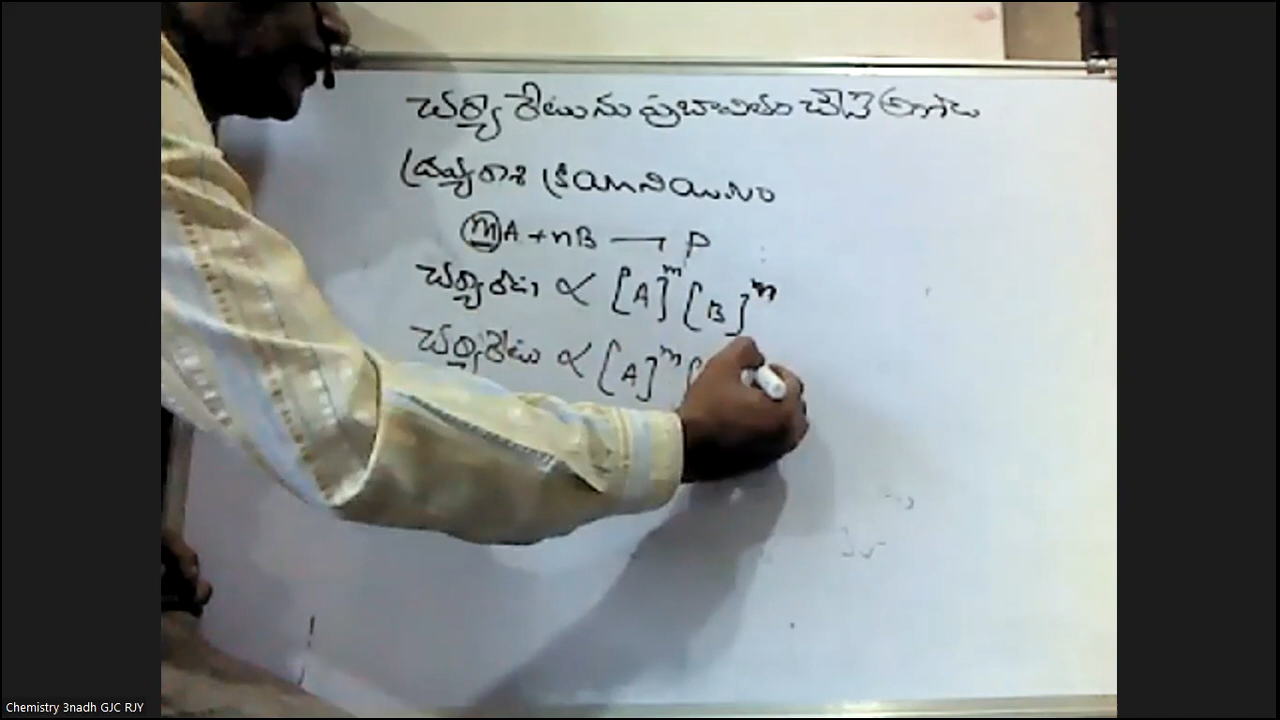 చర్యా రేటును ప్రభావితం చేసే అంశాలు
ద్రవ్యరాశి క్రియా నియమం
mA + nB → P
చర్యారేటు ∝ [A]^m [B]^n
చర్యారేటు ∝ [A]^m [
Chemistry 3nadh GJC RJY